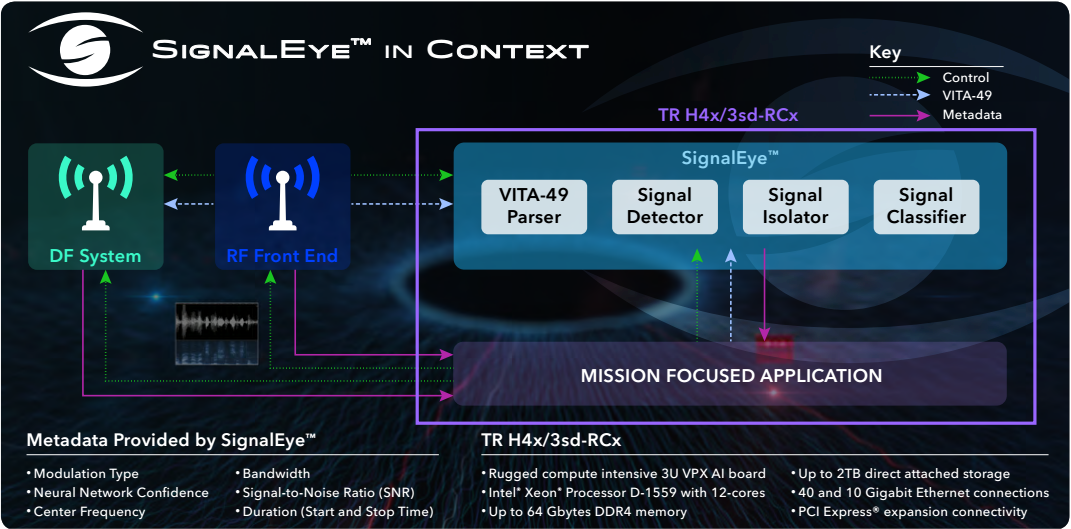 SIGNALEYE™ IN CONTEXT
Key
Control
VITA-49
Metadata
TR H4x/3sd-RCx
SignalEye™
VITA-49
Parser
Signal
Detector
Signal
Isolator
Signal
Classifier
DF System
RF Front End
MISSION FOCUSED APPLICATION
Metadata Provided by SignalEye™
• Modulation Type
• Neural Network Confidence
• Center Frequency
• Bandwidth
• Signal-to-Noise Ratio (SNR)
• Duration (Start and Stop Time)
TR H4x/3sd-RCx
• Rugged compute intensive 3U VPX AI board
• Intel® Xeon® Processor D-1559 with 12-cores
• Up to 64 Gbytes DDR4 memory
• Up to 2TB direct attached storage
• 40 and 10 Gigabit Ethernet connections
• PCI Express® expansion connectivity